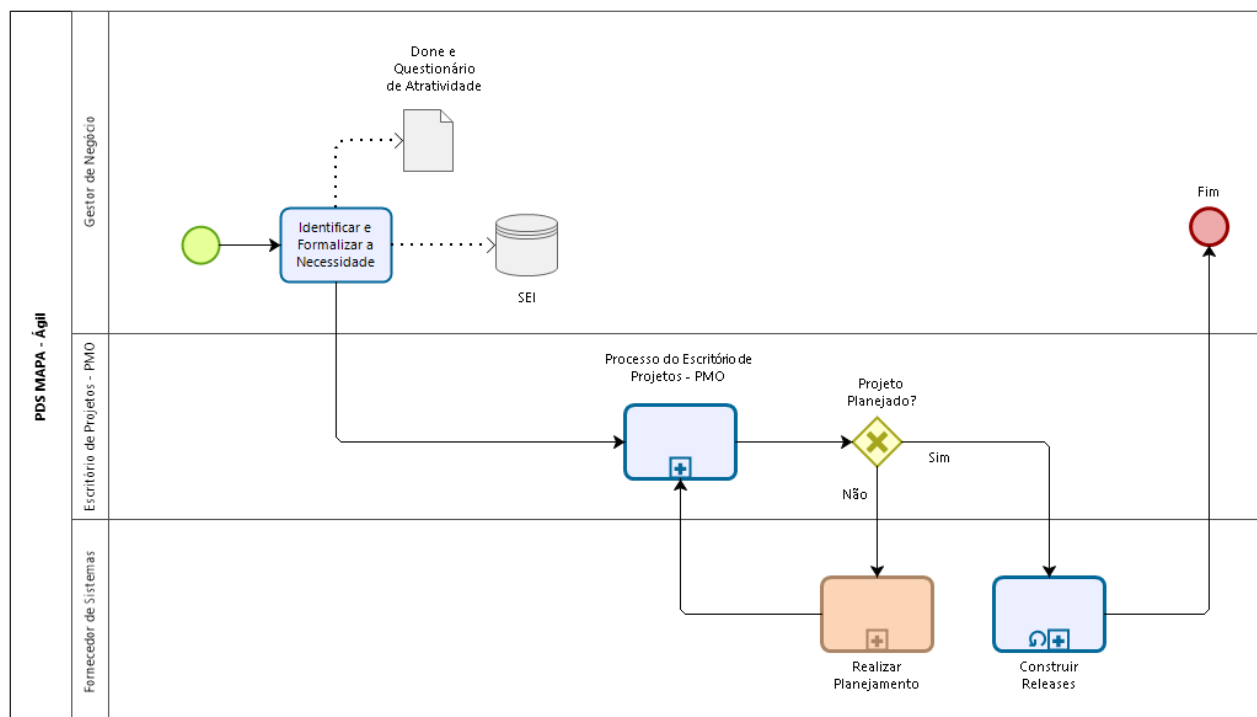 PDS MAPA - Ágil
Gestor de Negócio
Done e
Questionário
de Atratividade
Identificar e
Formalizar a
Necessidade
SEI
Fim
Escritório de Projetos - PMO
Processo do Escritório de
Projetos - PMO
Projeto
Planejado?
Sim
Não
Fornecedor de Sistemas
Realizar
Planejamento
Construir
Releases